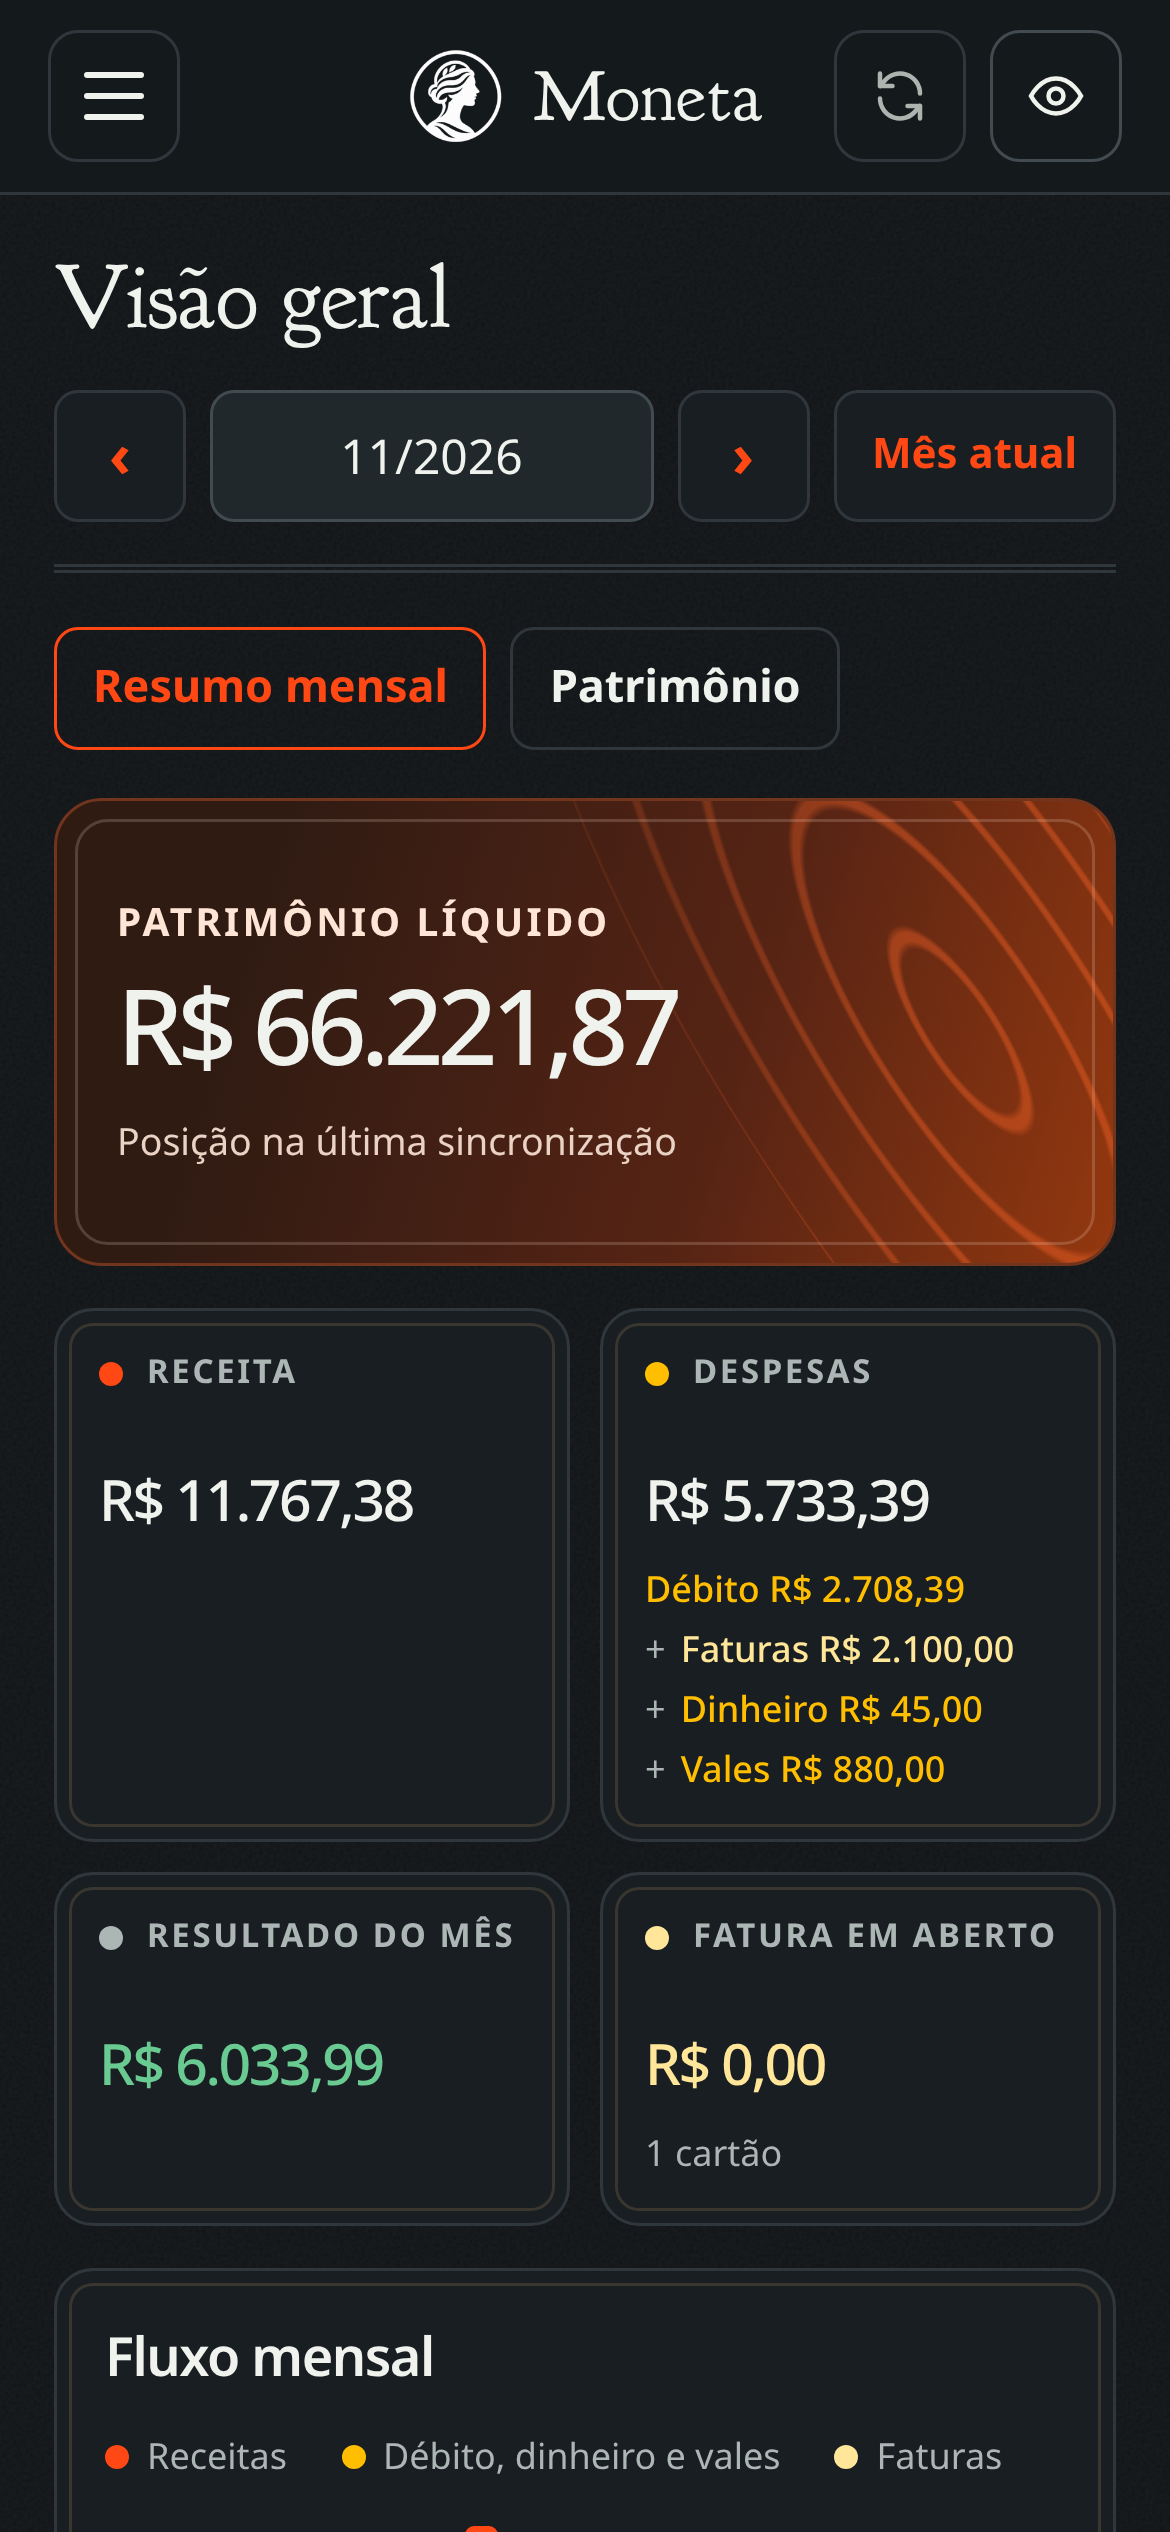 Moneta
Visão geral
‹
11/2026
›
Mês atual
Resumo mensal
Patrimônio
PATRIMÔNIO LÍQUIDO
R$ 66.221,87
Posição na última sincronização
RECEITA
R$ 11.767,38
DESPESAS
R$ 5.733,39
Débito R$ 2.708,39
+ Faturas R$ 2.100,00
+ Dinheiro R$ 45,00
+ Vales R$ 880,00
RESULTADO DO MÊS
R$ 6.033,99
FATURA EM ABERTO
R$ 0,00
1 cartão
Fluxo mensal
Receitas
Débito, dinheiro e vales
Faturas